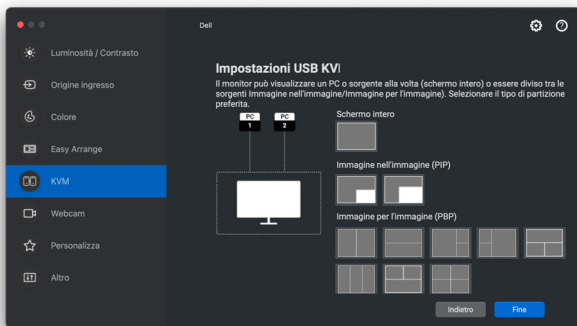 Dell
Luminosità / Contrasto
Origine ingresso
Colore
Easy Arrange
KVM
Webcam
Personalizza
Altro
Impostazioni USB KV
Il monitor può visualizzare un PC o sorgente alla volta (schermo intero) o essere diviso tra le
sorgenti Immagine nell'immagine/Immagine per l'immagine). Selezionare il tipo di partizione
preferita.
PC
1
PC
2
Schermo intero
Immagine nell'immagine (PIP)
Immagine per l'immagine (PBP)
Indietro
Fine